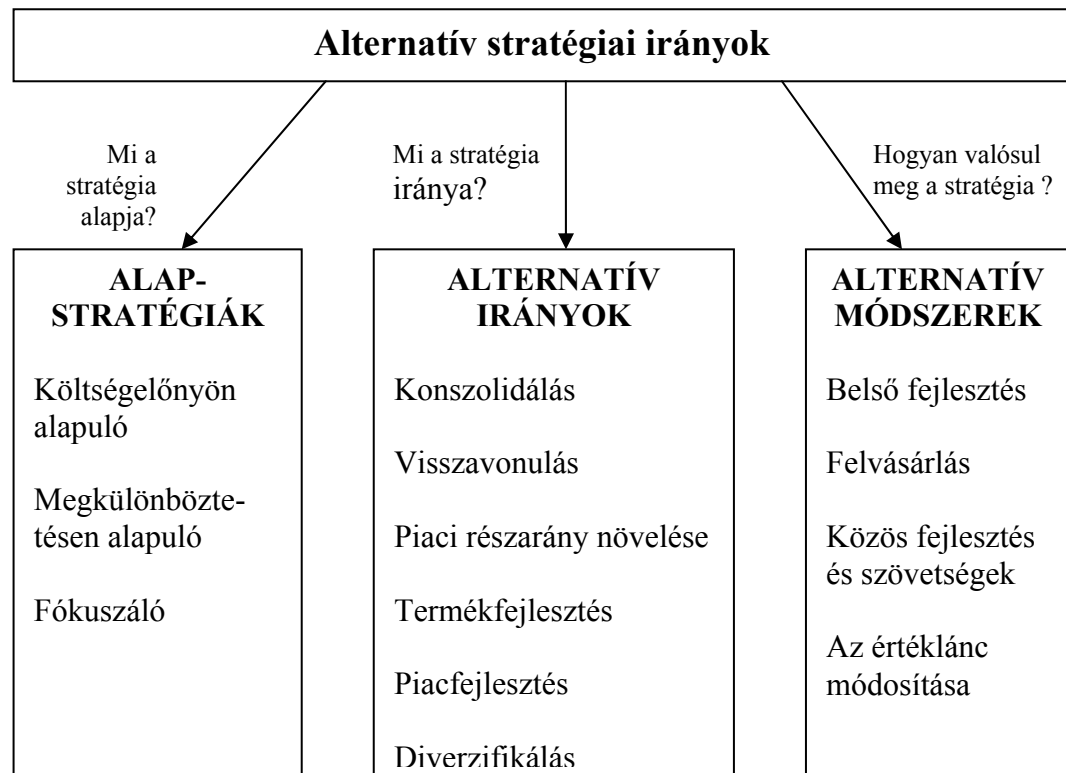 Alternatív stratégiai irányok
Mi a
stratégia
alapja?
Mi a stratégia
iránya?
Hogyan valósul
meg a stratégia ?
ALAP-
STRATÉGIÁK
Költségelőnyön
alapuló
Megkülönbözte-
tésen alapuló
Fókuszáló
ALTERNATÍV
IRÁNYOK
Konszolidálás
Visszavonulás
Piaci részarány növelése
Termékfejlesztés
Piacfejlesztés
Diverzifikálás
ALTERNATÍV
MÓDSZEREK
Belső fejlesztés
Felvásárlás
Közös fejlesztés
és szövetségek
Az értéklánc
módosítása